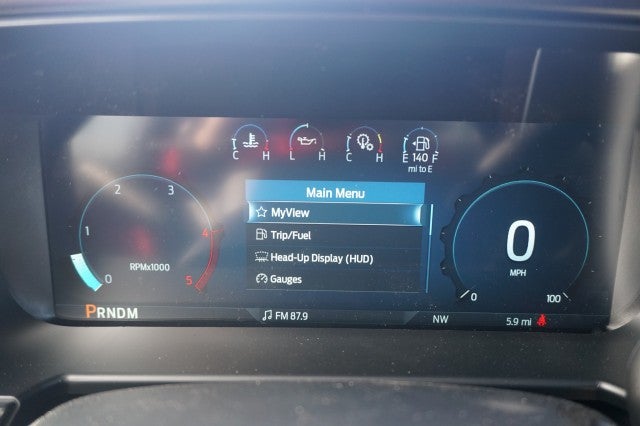 C H L H C H E 140 F
mi to E
Main Menu
MyView
Trip/Fuel
Head-Up Display (HUD)
Gauges
0 1 2 3 4 5
RPMx1000
0
MPH
0 100
PRNDM
FM 87.9
NW
5.9 mi